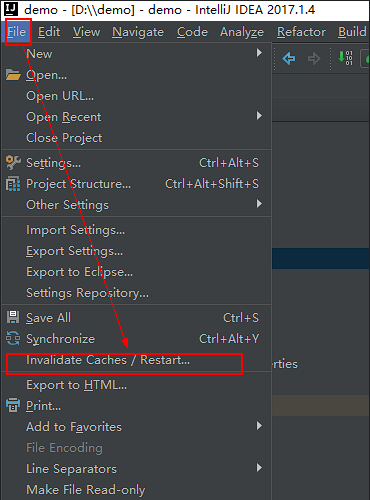 demo - [D:\\demo] - demo - IntelliJ IDEA 2017.1.4
File Edit View Navigate Code Analyze Refactor Build
New
Open...
Open URL...
Open Recent
Close Project
Settings... Ctrl+Alt+S
Project Structure... Ctrl+Alt+Shift+S
Other Settings
Import Settings...
Export Settings...
Export to Eclipse...
Settings Repository...
Save All Ctrl+S
Synchronize Ctrl+Alt+Y
Invalidate Caches / Restart...
erties
Export to HTML...
Print...
Add to Favorites
File Encoding
Line Separators
Make File Read-only